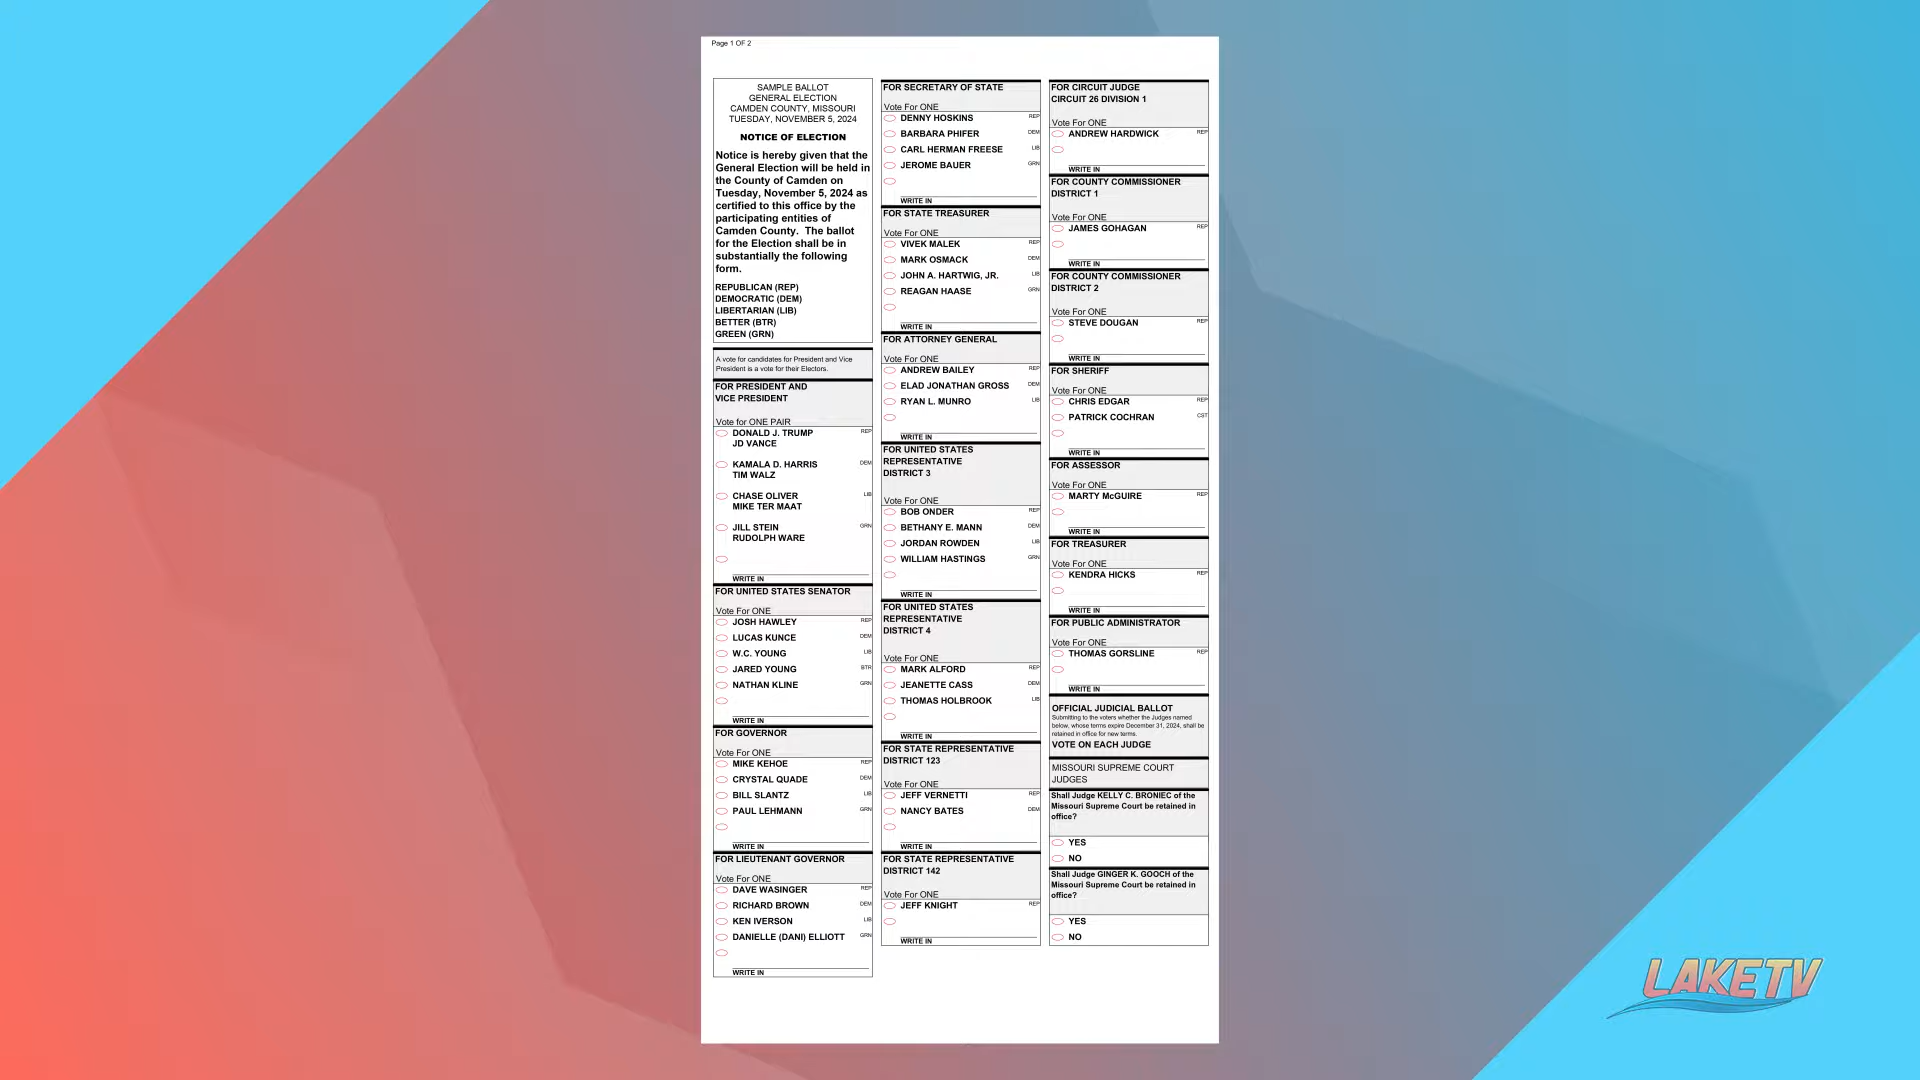 Page 1 OF 2
SAMPLE BALLOT
GENERAL ELECTION
CAMDEN COUNTY, MISSOURI
TUESDAY, NOVEMBER 5, 2024
NOTICE OF ELECTION
Notice is hereby given that the
General Election will be held in
the County of Camden on
Tuesday, November 5, 2024 as
certified to this office by the
participating entities of
Camden County. The ballot
for the Election shall be in
substantially the following
form.
REPUBLICAN (REP)
DEMOCRATIC (DEM)
LIBERTARIAN (LIB)
BETTER (BTR)
GREEN (GRN)
A vote for candidates for President and Vice
President is a vote for their Electors.
FOR PRESIDENT AND
VICE PRESIDENT
Vote for ONE PAIR
DONALD J. TRUMP REP
JD VANCE
KAMALA D. HARRIS DEM
TIM WALZ
CHASE OLIVER LIB
MIKE TER MAAT
JILL STEIN GRN
RUDOLPH WARE
WRITE IN
FOR UNITED STATES SENATOR
Vote For ONE
JOSH HAWLEY REP
LUCAS KUNCE DEM
W.C. YOUNG LIB
JARED YOUNG BTR
NATHAN KLINE GRN
WRITE IN
FOR GOVERNOR
Vote For ONE
MIKE KEHOE REP
CRYSTAL QUADE DEM
BILL SLANTZ LIB
PAUL LEHMANN GRN
WRITE IN
FOR LIEUTENANT GOVERNOR
Vote For ONE
DAVE WASINGER REP
RICHARD BROWN DEM
KEN IVERSON LIB
DANIELLE (DANI) ELLIOTT GRN
WRITE IN
FOR SECRETARY OF STATE
Vote For ONE
DENNY HOSKINS REP
BARBARA PHIFER DEM
CARL HERMAN FREESE LIB
JEROME BAUER GRN
WRITE IN
FOR STATE TREASURER
Vote For ONE
VIVEK MALEK REP
MARK OSMACK DEM
JOHN A. HARTWIG, JR. LIB
REAGAN HAASE GRN
WRITE IN
FOR ATTORNEY GENERAL
Vote For ONE
ANDREW BAILEY REP
ELAD JONATHAN GROSS DEM
RYAN L. MUNRO LIB
WRITE IN
FOR UNITED STATES
REPRESENTATIVE
DISTRICT 3
Vote For ONE
BOB ONDER REP
BETHANY E. MANN DEM
JORDAN ROWDEN LIB
WILLIAM HASTINGS GRN
WRITE IN
FOR UNITED STATES
REPRESENTATIVE
DISTRICT 4
Vote For ONE
MARK ALFORD REP
JEANETTE CASS DEM
THOMAS HOLBROOK LIB
WRITE IN
FOR STATE REPRESENTATIVE
DISTRICT 123
Vote For ONE
JEFF VERNETTI REP
NANCY BATES DEM
WRITE IN
FOR STATE REPRESENTATIVE
DISTRICT 142
Vote For ONE
JEFF KNIGHT REP
WRITE IN
FOR CIRCUIT JUDGE
CIRCUIT 26 DIVISION 1
Vote For ONE
ANDREW HARDWICK REP
WRITE IN
FOR COUNTY COMMISSIONER
DISTRICT 1
Vote For ONE
JAMES GOHAGAN REP
WRITE IN
FOR COUNTY COMMISSIONER
DISTRICT 2
Vote For ONE
STEVE DOUGAN REP
WRITE IN
FOR SHERIFF
Vote For ONE
CHRIS EDGAR REP
PATRICK COCHRAN CST
WRITE IN
FOR ASSESSOR
Vote For ONE
MARTY McGUIRE REP
WRITE IN
FOR TREASURER
Vote For ONE
KENDRA HICKS REP
WRITE IN
FOR PUBLIC ADMINISTRATOR
Vote For ONE
THOMAS GORSLINE REP
WRITE IN
OFFICIAL JUDICIAL BALLOT
Submitting to the voters whether the Judges named
below, whose terms expire December 31, 2024, shall be
retained in office for new terms.
VOTE ON EACH JUDGE
MISSOURI SUPREME COURT
JUDGES
Shall Judge KELLY C. BRONIEC of the
Missouri Supreme Court be retained in
office?
YES
NO
Shall Judge GINGER K. GOOCH of the
Missouri Supreme Court be retained in
office?
YES
NO
LAKETV